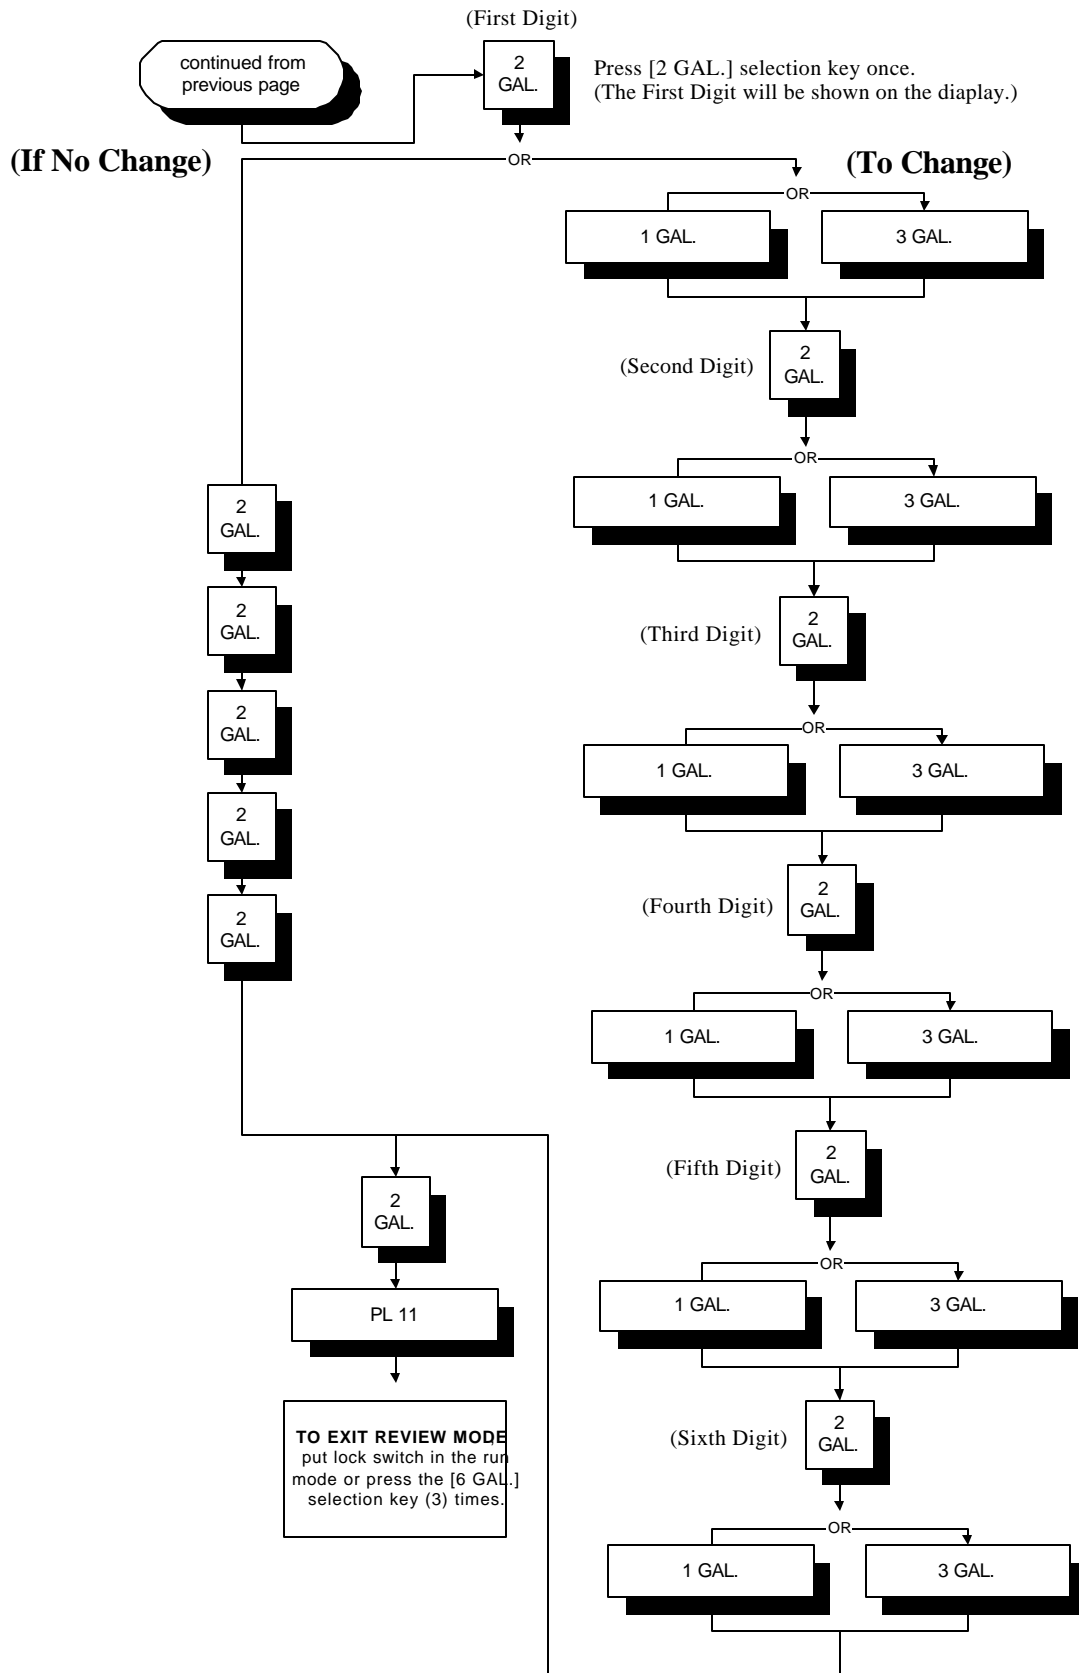 (First Digit)
continued from
previous page
2
GAL.
Press [2 GAL.] selection key once.
(The First Digit will be shown on the diaplay.)
(If No Change)
OR
(To Change)
OR
1 GAL.
3 GAL.
(Second Digit)
2
GAL.
OR
1 GAL.
3 GAL.
2
GAL.
2
GAL.
2
GAL.
2
GAL.
2
GAL.
(Third Digit)
2
GAL.
OR
1 GAL.
3 GAL.
(Fourth Digit)
2
GAL.
OR
1 GAL.
3 GAL.
(Fifth Digit)
2
GAL.
OR
1 GAL.
3 GAL.
2
GAL.
PL 11
TO EXIT REVIEW MODE
put lock switch in the run
mode or press the [6 GAL.]
selection key (3) times.
(Sixth Digit)
2
GAL.
OR
1 GAL.
3 GAL.